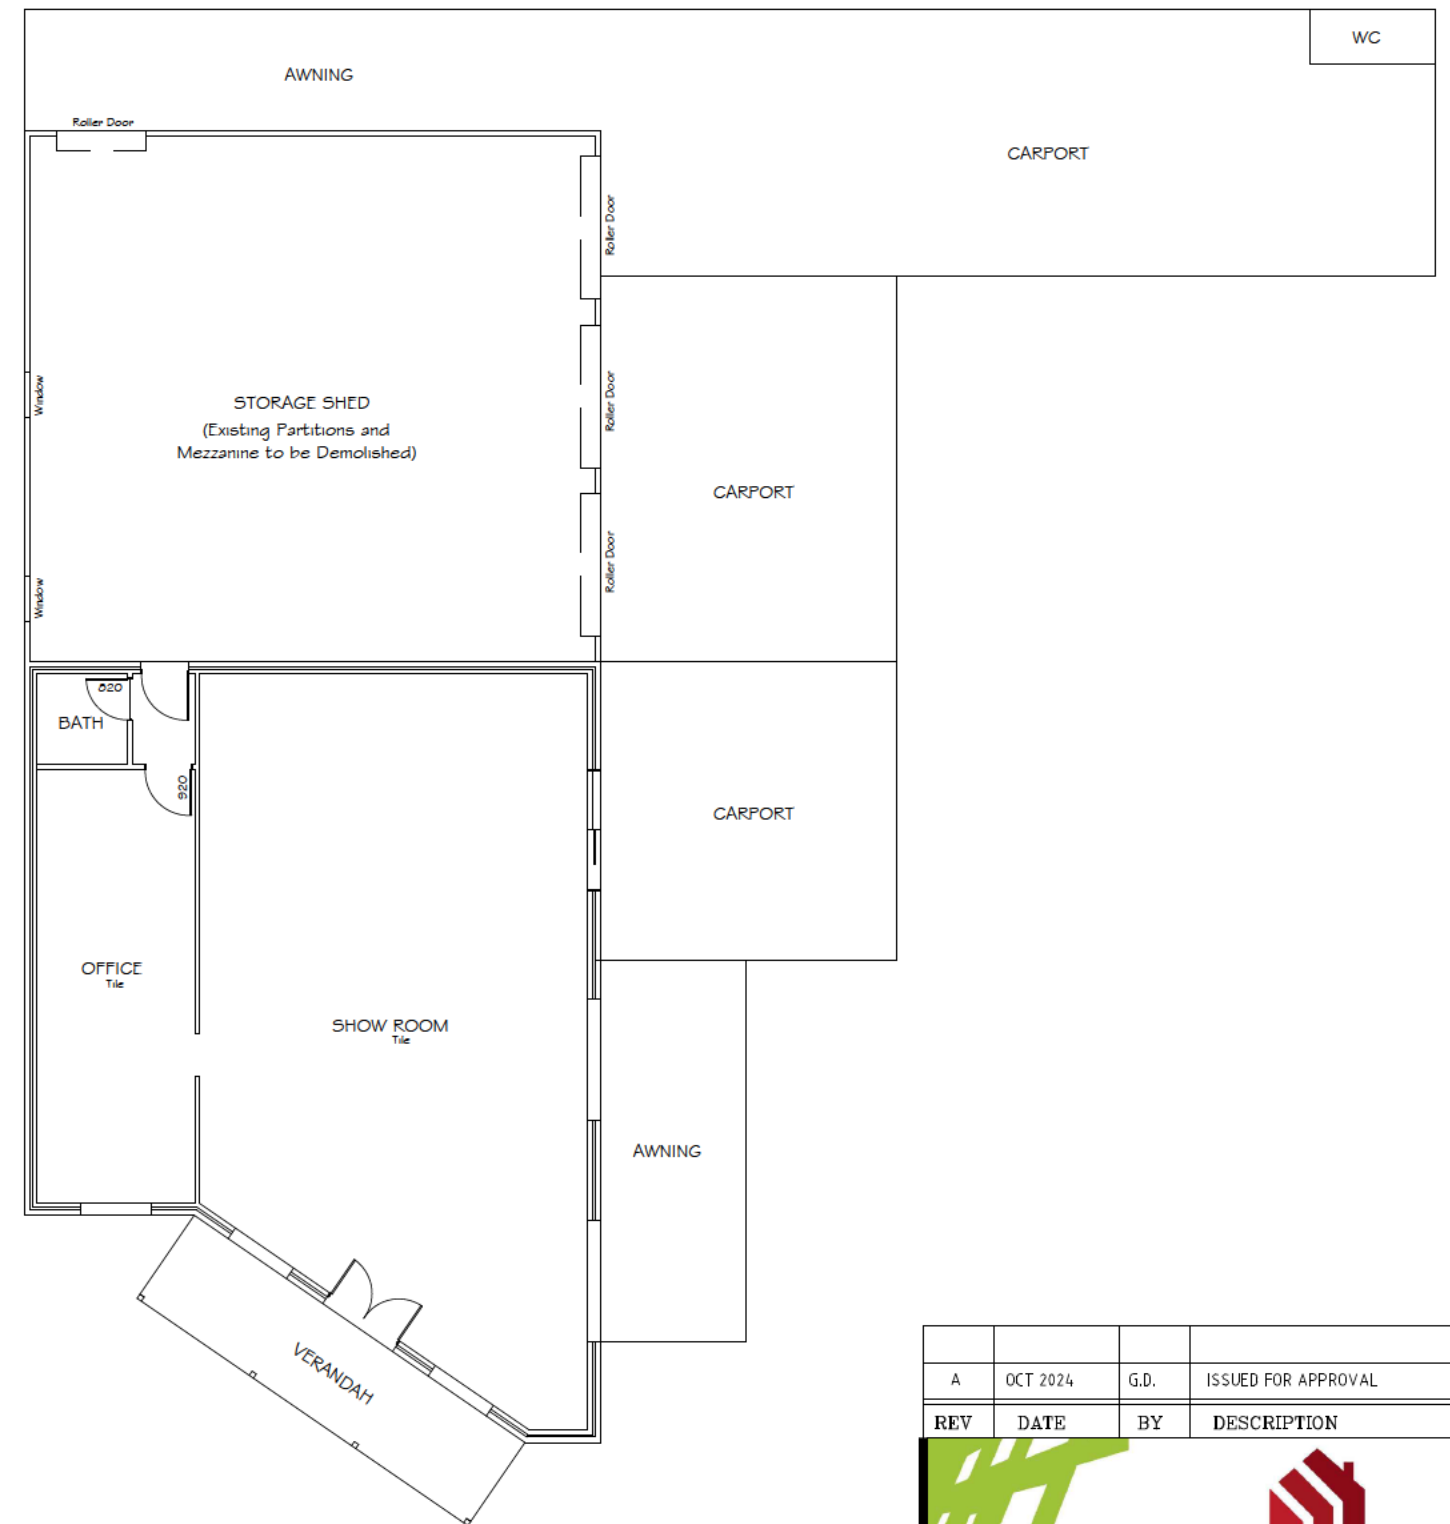 WC
AWNING
CARPORT
Roller Door
Roller Door
Roller Door
Roller Door
Window
Window
STORAGE SHED
(Existing Partitions and
Mezzanine to be Demolished)
CARPORT
820
BATH
920
CARPORT
OFFICE
Tile
SHOW ROOM
Tile
AWNING
VERANDAH
A OCT 2024 G.D. ISSUED FOR APPROVAL
REV DATE BY DESCRIPTION